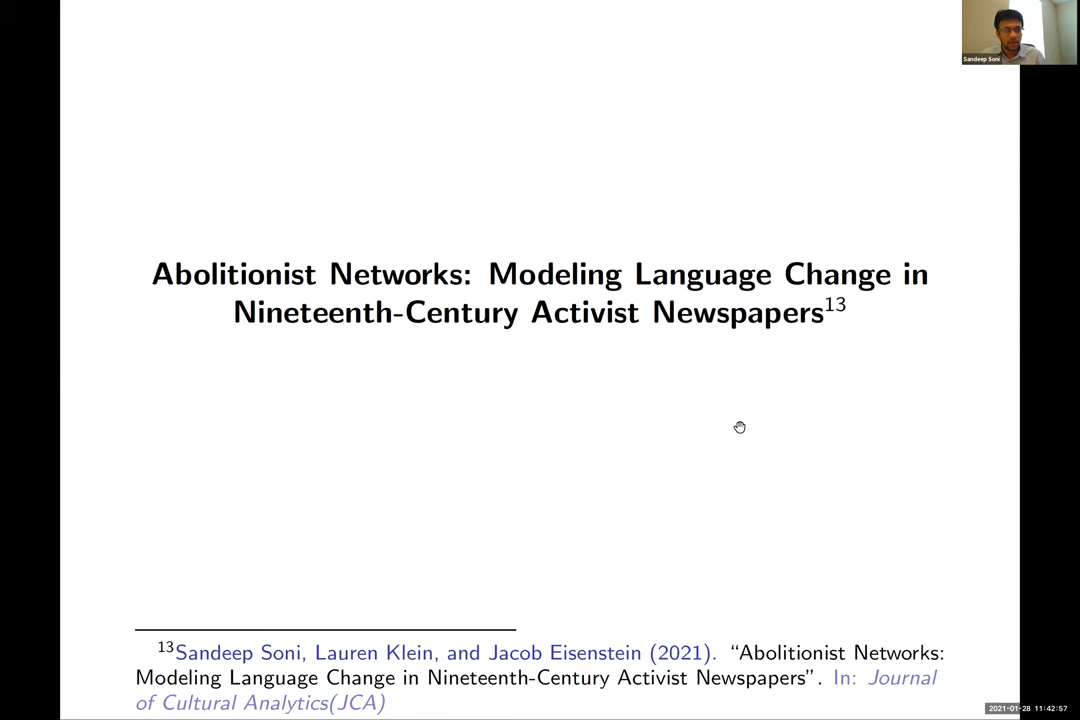 Sandeep Soni
Abolitionist Networks: Modeling Language Change in
Nineteenth-Century Activist Newspapers13
13Sandeep Soni, Lauren Klein, and Jacob Eisenstein (2021). “Abolitionist Networks:
Modeling Language Change in Nineteenth-Century Activist Newspapers”. In: Journal
of Cultural Analytics(JCA)
2021-01-28 11:42:57